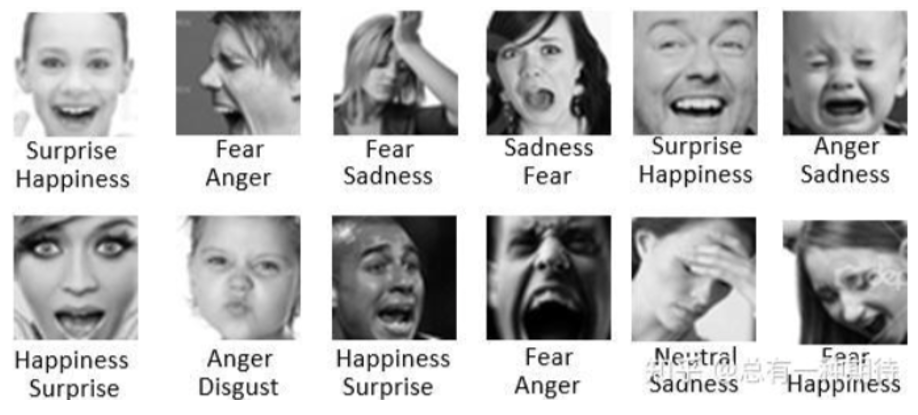 Surprise
Happiness
Fear
Anger
Fear
Sadness
Sadness
Fear
Surprise
Happiness
Anger
Sadness
Happiness
Surprise
Anger
Disgust
Happiness
Surprise
Fear
Anger
Neutral
Sadness
Fear
Happiness
知乎 @总有一种期待